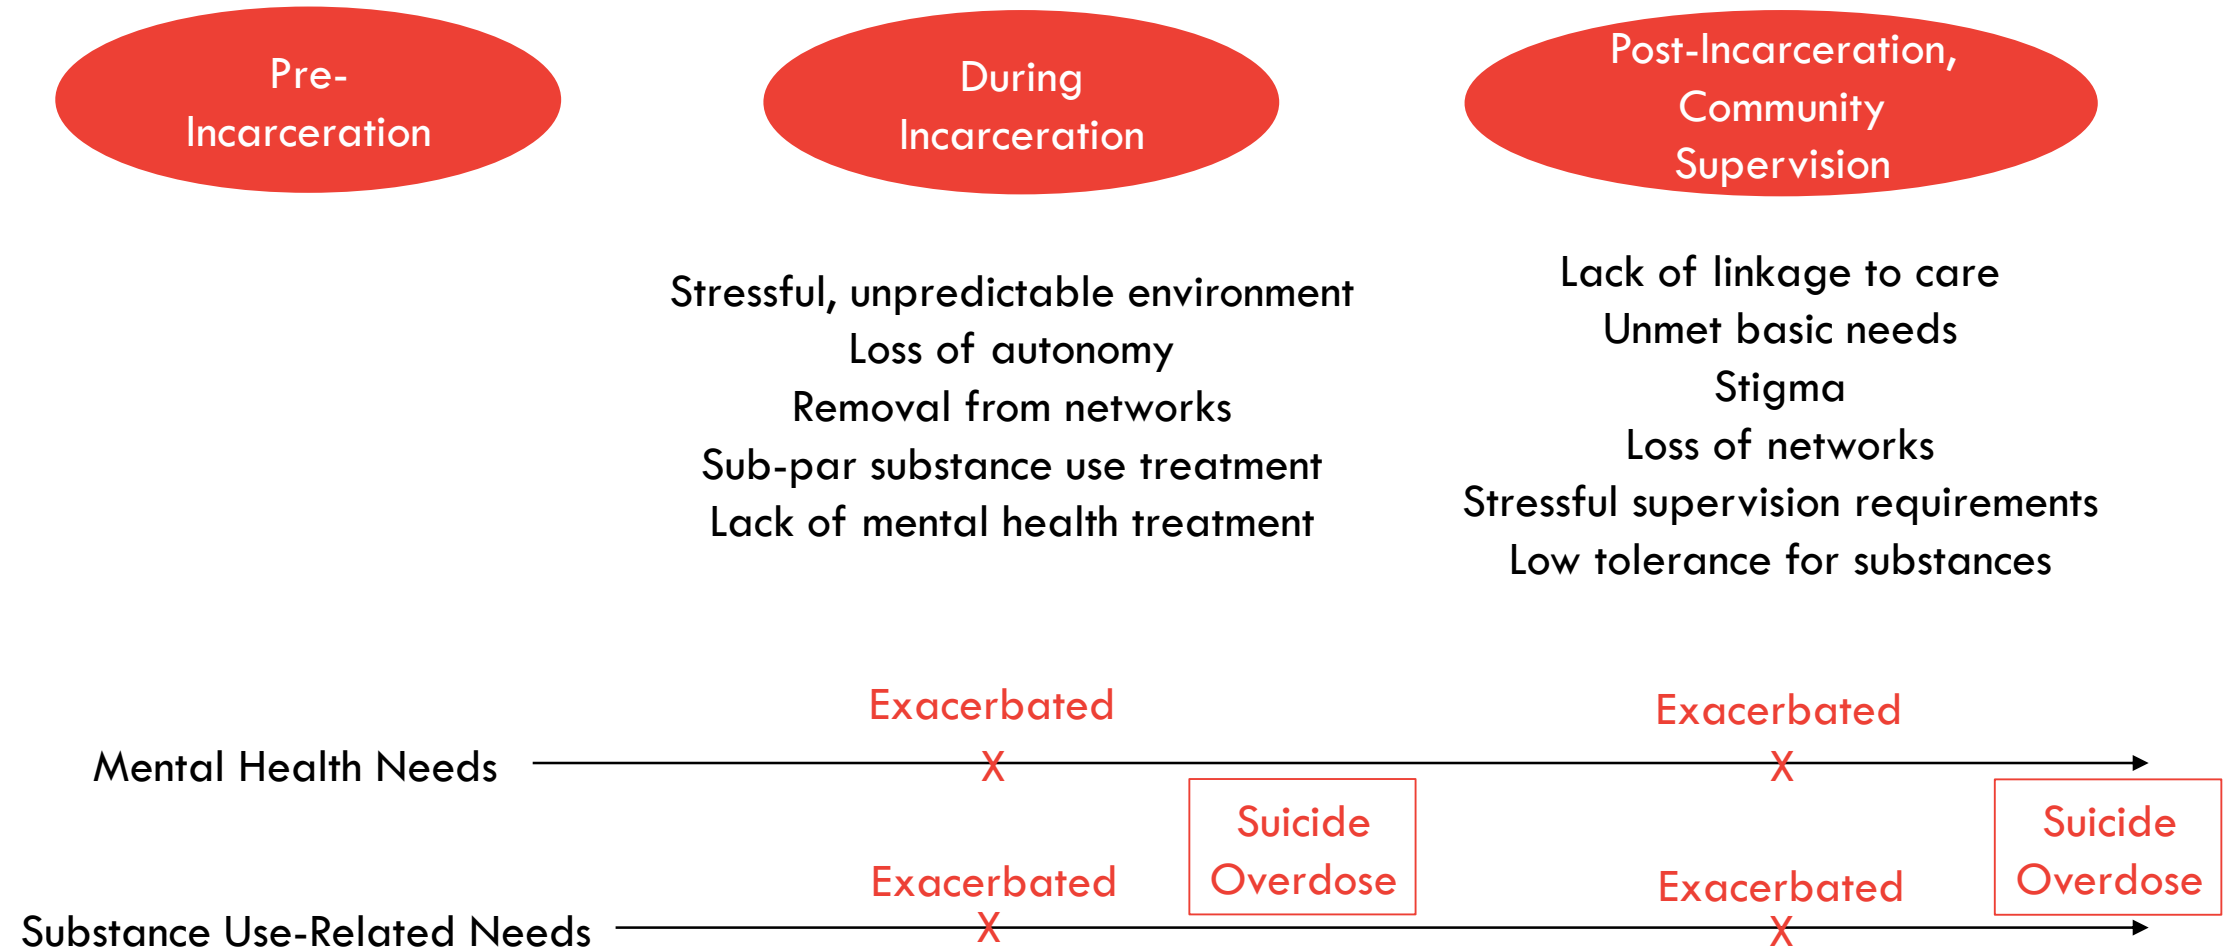 Pre-
Incarceration
During
Incarceration
Post-Incarceration,
Community
Supervision
Stressful, unpredictable environment
Loss of autonomy
Removal from networks
Sub-par substance use treatment
Lack of mental health treatment
Lack of linkage to care
Unmet basic needs
Stigma
Loss of networks
Stressful supervision requirements
Low tolerance for substances
Mental Health Needs
Exacerbated
X
Exacerbated
X
Suicide
Overdose
Suicide
Overdose
Substance Use-Related Needs
Exacerbated
X
Exacerbated
X